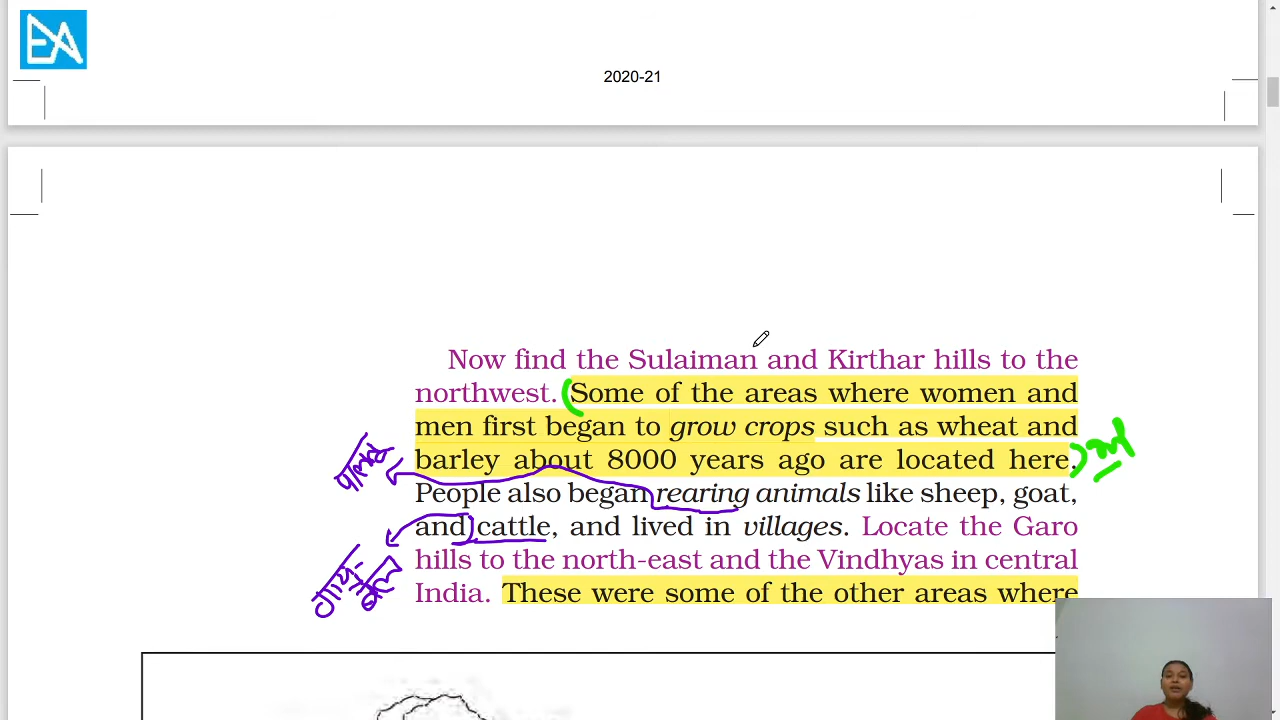 EA
2020-21
Now find the Sulaiman and Kirthar hills to the
northwest. (Some of the areas where women and
men first began to grow crops such as wheat and
barley about 8000 years ago are located here.)
People also began rearing animals like sheep, goat,
and cattle, and lived in villages. Locate the Garo
hills to the north-east and the Vindhyas in central
India. These were some of the other areas where